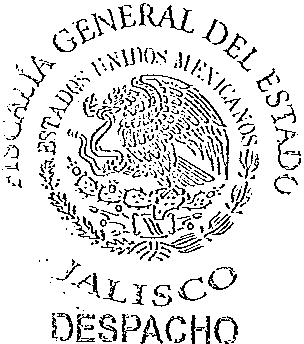 FISCALÍA GENERAL DEL ESTADO
ESTADOS UNIDOS MEXICANOS
JALISCO
DESPACHO